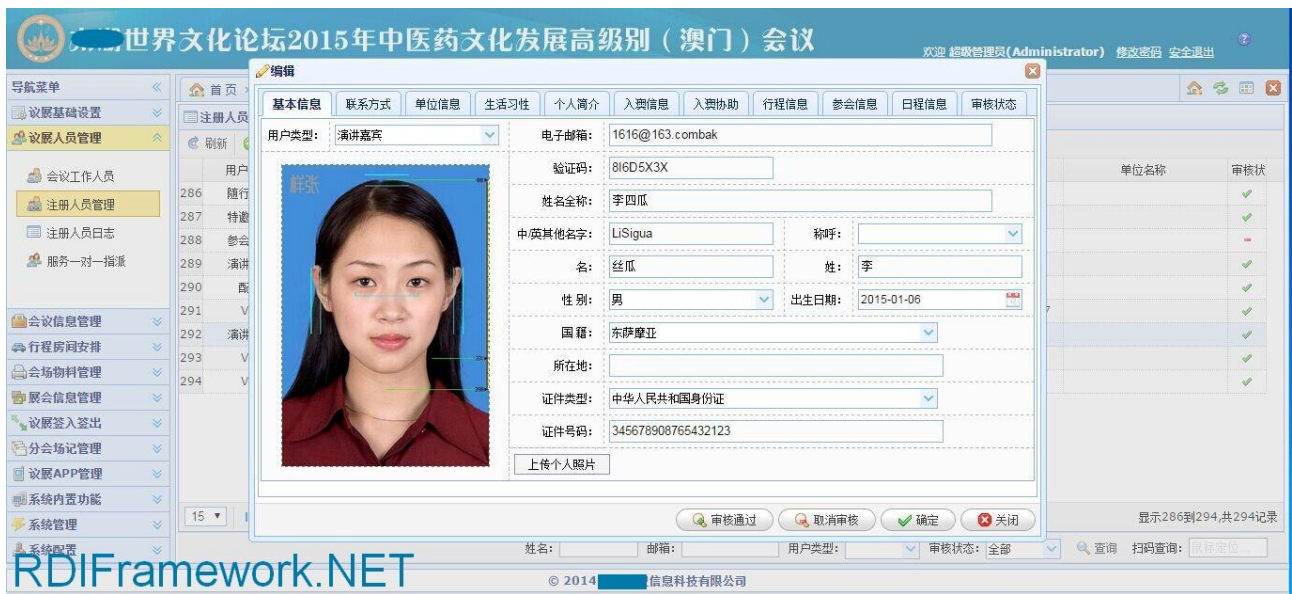 世界文化论坛2015年中医药文化发展高级别（澳门）会议
欢迎 超级管理员(Administrator) 修改密码 安全退出
导航菜单
议展基础设置
议展人员管理
会议工作人员
注册人员管理
注册人员日志
服务一对一指派
会议信息管理
行程房间安排
会场物料管理
展会信息管理
议展签入签出
分会场记管理
议展APP管理
系统内置功能
系统管理
系统配置
首页
注册人员
刷新
用户 单位名称 审核状
286 随行
287 特邀
288 参会
289 演讲
290
291 V 7
292 演讲
293 V
294 V
编辑
基本信息 联系方式 单位信息 生活习性 个人简介 入澳信息 入澳协助 行程信息 参会信息 日程信息 审核状态
用户类型: 演讲嘉宾
样张
电子邮箱: 1616@163.combak
验证码: 8I6D5X3X
姓名全称: 李四瓜
中/英其他名字: LiSigua 称呼:
名: 丝瓜 姓: 李
性别: 男 出生日期: 2015-01-06
国籍: 东萨摩亚
所在地:
证件类型: 中华人民共和国身份证
证件号码: 345678908765432123
上传个人照片
审核通过 取消审核 确定 关闭
15 显示286到294,共294记录
姓名: 邮箱: 用户类型: 审核状态: 全部 查询 扫码查询: 鼠标定位...
RDIFramework.NET
© 2014 信息科技有限公司